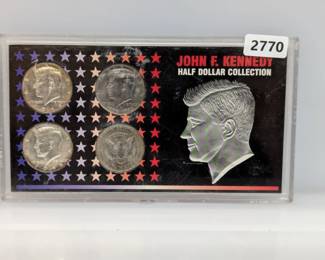 2770
JOHN F. KENNEDY
HALF DOLLAR COLLECTION